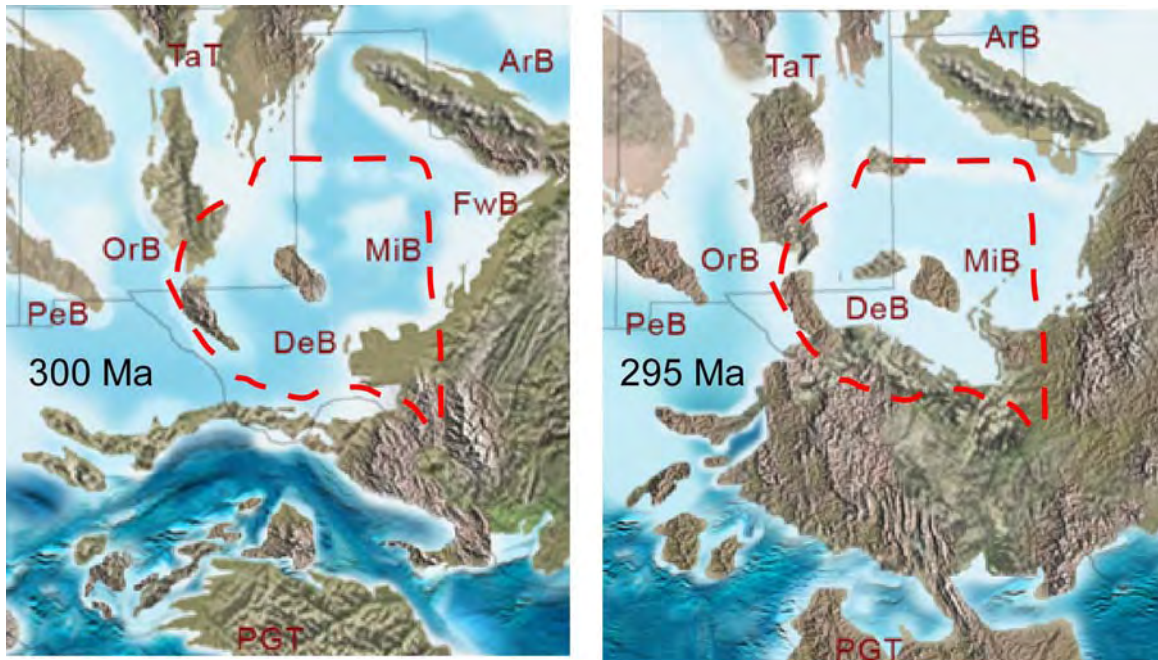 TaT
ArB
FwB
OrB
MiB
PeB
DeB
300 Ma
PGT
ArB
TaT
OrB
MiB
DeB
PeB
295 Ma
PGT